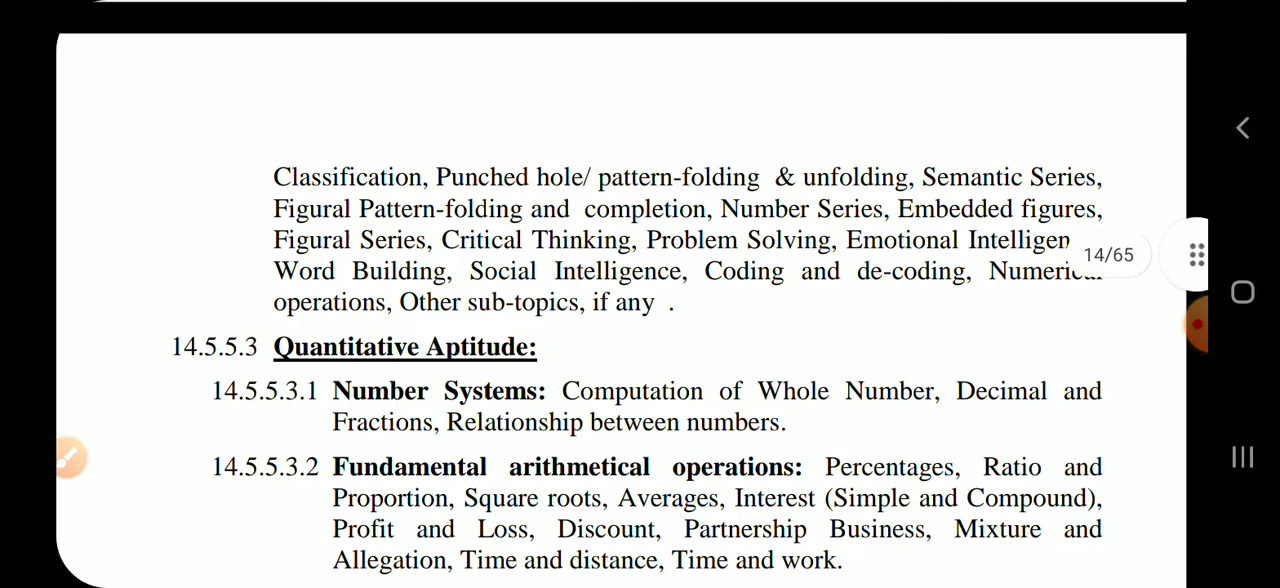 Classification, Punched hole/ pattern-folding & unfolding, Semantic Series,
Figural Pattern-folding and completion, Number Series, Embedded figures,
Figural Series, Critical Thinking, Problem Solving, Emotional
14/65
Word Building, Social Intelligence, Coding and de-coding,
operations, Other sub-topics, if any .
14.5.5.3 Quantitative Aptitude:
14.5.5.3.1 Number Systems: Computation of Whole Number, Decimal and
Fractions, Relationship between numbers.
14.5.5.3.2 Fundamental arithmetical operations: Percentages, Ratio and
Proportion, Square roots, Averages, Interest (Simple and Compound),
Profit and Loss, Discount, Partnership Business, Mixture and
Allegation, Time and distance, Time and work.